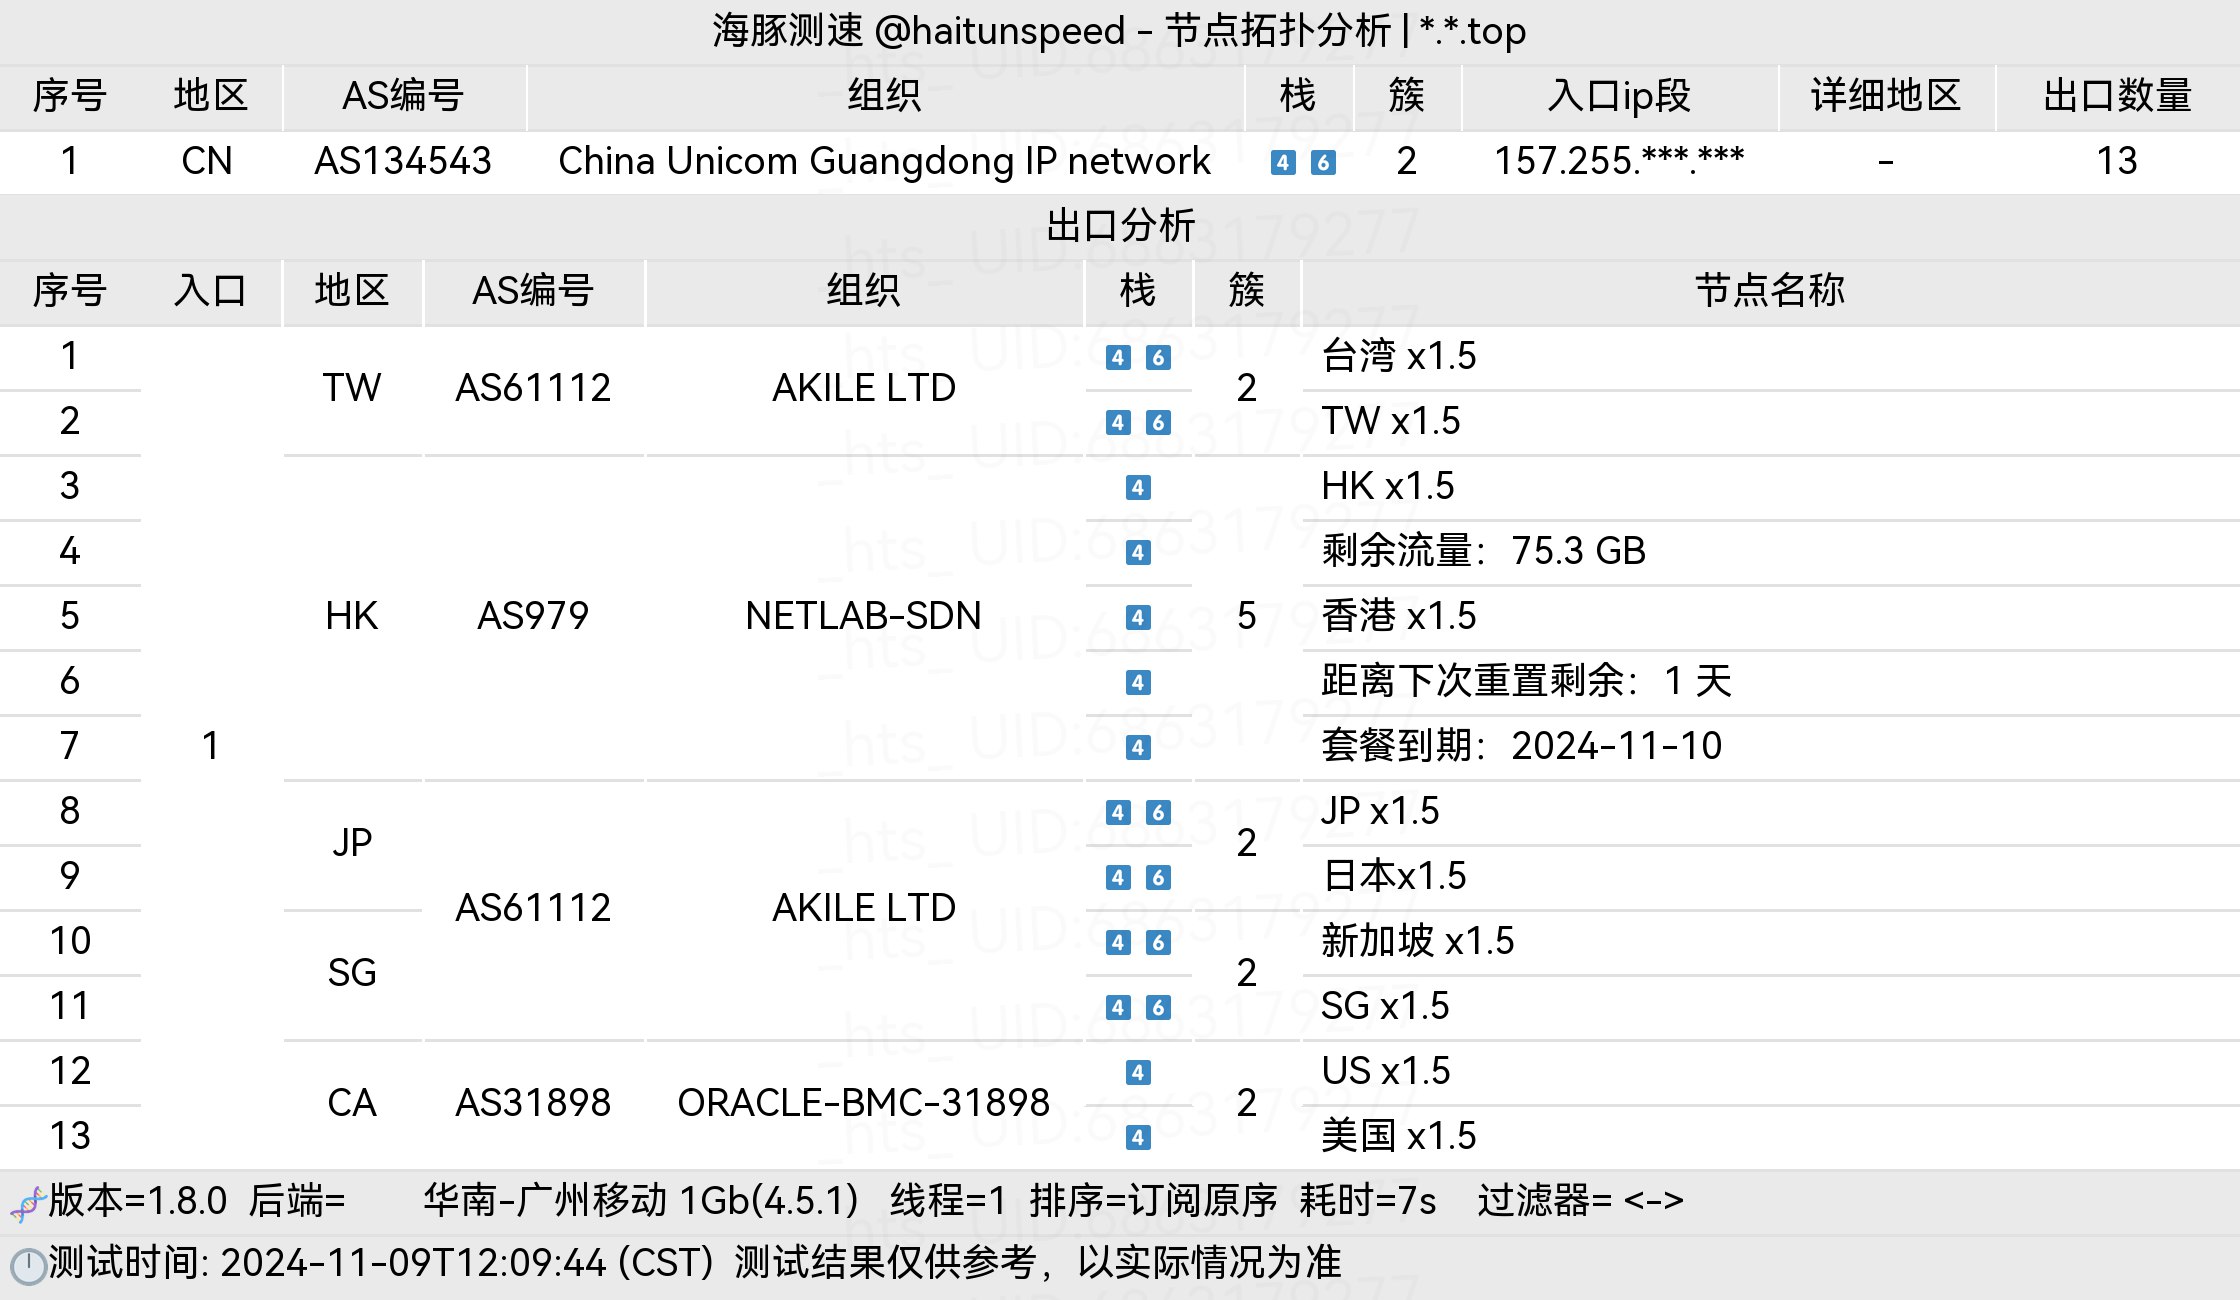 海豚测速 @haitunspeed - 节点拓扑分析 | *.*.top
序号 地区 AS编号 组织 栈 簇 入口ip段 详细地区 出口数量
1 CN AS134543 China Unicom Guangdong IP network 4 6 2 157.255.***.*** - 13
出口分析
序号 入口 地区 AS编号 组织 栈 簇 节点名称
1 1 TW AS61112 AKILE LTD 4 6 2 台湾 x1.5
2 4 6 TW x1.5
3 HK AS979 NETLAB-SDN 4 5 HK x1.5
4 4 剩余流量：75.3 GB
5 4 香港 x1.5
6 4 距离下次重置剩余：1 天
7 4 套餐到期：2024-11-10
8 JP AS61112 AKILE LTD 4 6 2 JP x1.5
9 4 6 日本x1.5
10 SG 4 6 2 新加坡 x1.5
11 4 6 SG x1.5
12 CA AS31898 ORACLE-BMC-31898 4 2 US x1.5
13 4 美国 x1.5
版本=1.8.0 后端= 华南-广州移动 1Gb(4.5.1) 线程=1 排序=订阅原序 耗时=7s 过滤器= <->
测试时间: 2024-11-09T12:09:44 (CST) 测试结果仅供参考，以实际情况为准
_hts_ UID:6863179277